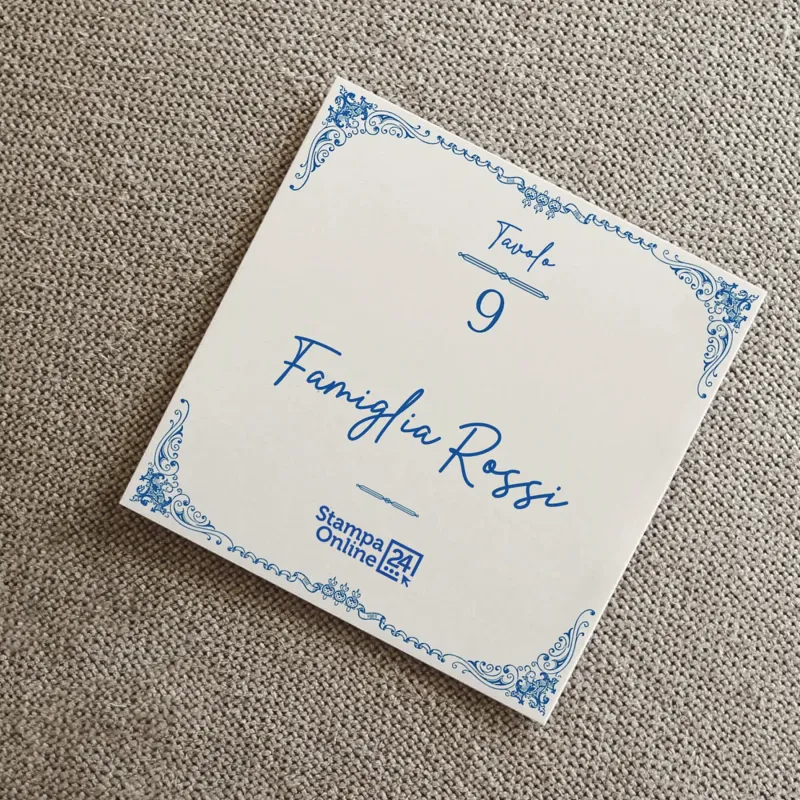 Tavolo
9
Famiglia Rossi
Stampa
Online 24